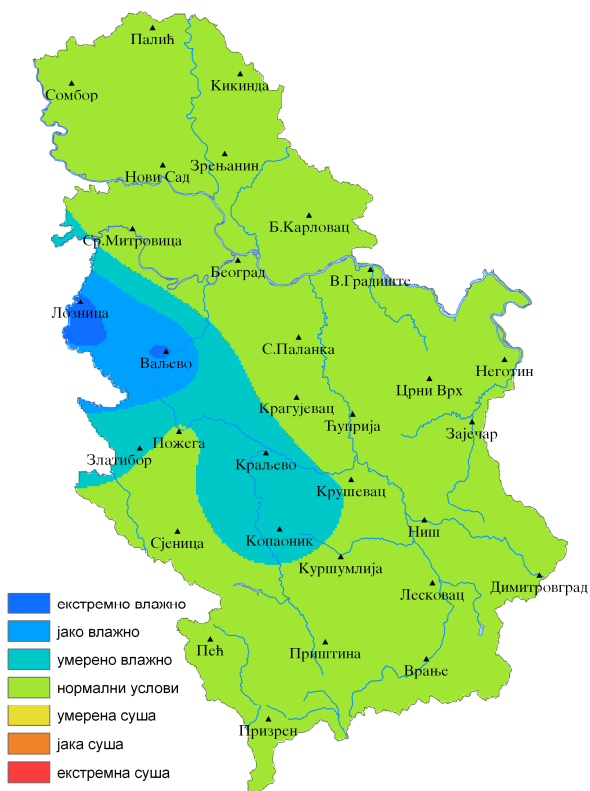 Палић
Сомбор
Кикинда
Зрењанин
Нови Сад
Б.Карловац
Ср.Митровица
Београд
В.Градиште
Лозница
Ваљево
С.Паланка
Неготин
Црни Врх
Крагујевац
Ћуприја
Зајечар
Пожега
Златибор
Краљево
Крушевац
Ниш
Сјеница
Копаоник
Куршумлија
Димитровград
Лесковац
Пећ
Приштина
Врање
Призрен
екстремно влажно
јако влажно
умерено влажно
нормални услови
умерена суша
јака суша
екстремна суша